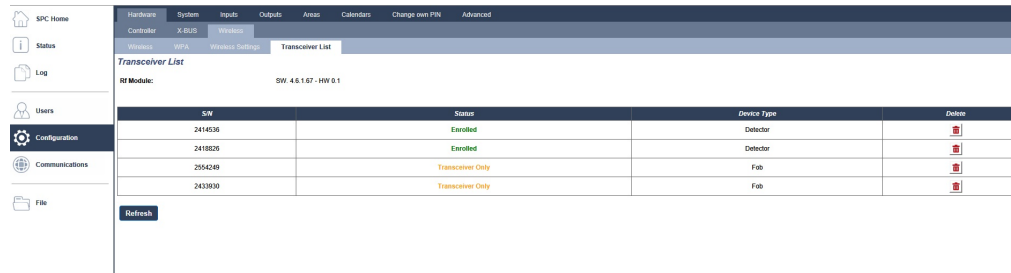 SPC Home
Status
Log
Users
Configuration
Communications
File
Hardware System Inputs Outputs Areas Calendars Change own PIN Advanced
Controller X-BUS Wireless
Wireless WPA Wireless Settings Transceiver List
Transceiver List
Rf Module: SW. 4.6.1.67 - HW 0.1
S/N Status Device Type Delete
2414536 Enrolled Detector
2418826 Enrolled Detector
2554249 Transceiver Only Fob
2433930 Transceiver Only Fob
Refresh